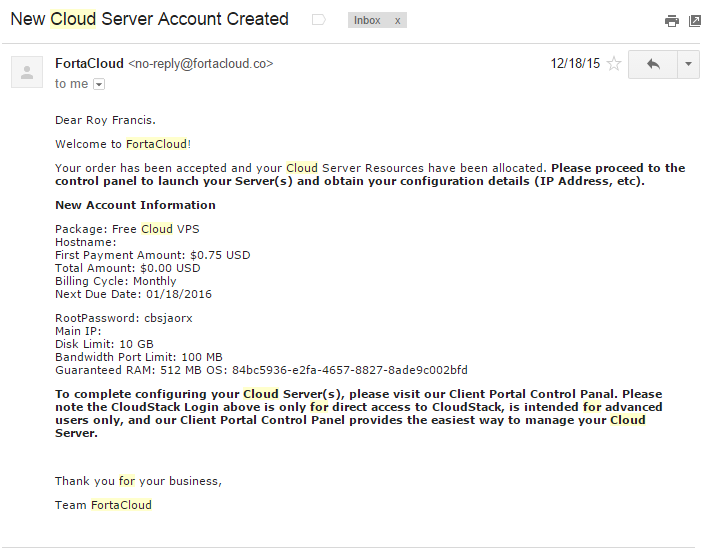 New Cloud Server Account Created
Inbox x
FortaCloud <no-reply@fortacloud.co>
12/18/15
to me
Dear Roy Francis.
Welcome to FortaCloud!
Your order has been accepted and your Cloud Server Resources have been allocated. Please proceed to the
control panel to launch your Server(s) and obtain your configuration details (IP Address, etc).
New Account Information
Package: Free Cloud VPS
Hostname:
First Payment Amount: $0.75 USD
Total Amount: $0.00 USD
Billing Cycle: Monthly
Next Due Date: 01/18/2016
RootPassword: cbsjaorx
Main IP:
Disk Limit: 10 GB
Bandwidth Port Limit: 100 MB
Guaranteed RAM: 512 MB OS: 84bc5936-e2fa-4657-8827-8ade9c002bfd
To complete configuring your Cloud Server(s), please visit our Client Portal Control Panal. Please
note the CloudStack Login above is only for direct access to CloudStack, is intended for advanced
users only, and our Client Portal Control Panel provides the easiest way to manage your Cloud
Server.
Thank you for your business,
Team FortaCloud